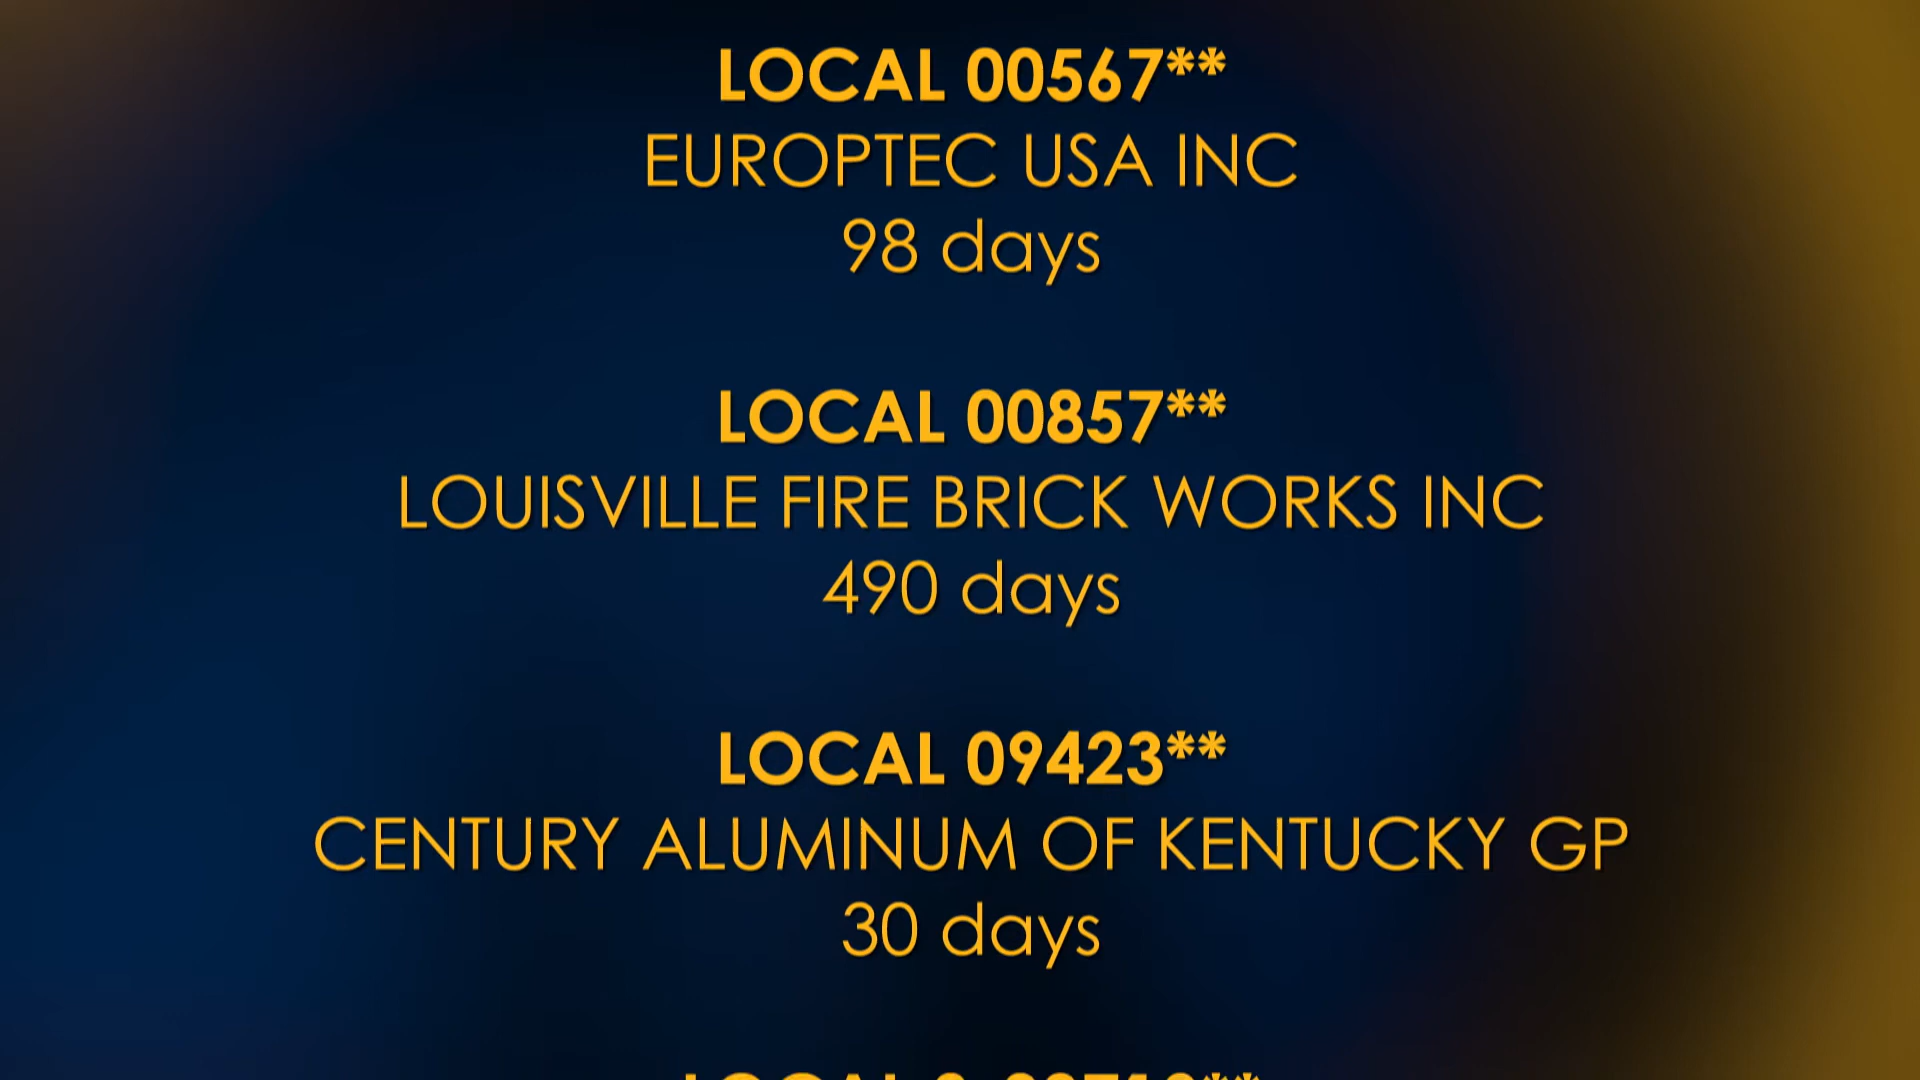 LOCAL 00567**
EUROPTEC USA INC
98 days
LOCAL 00857**
LOUISVILLE FIRE BRICK WORKS INC
490 days
LOCAL 09423**
CENTURY ALUMINUM OF KENTUCKY GP
30 days
LOCAL